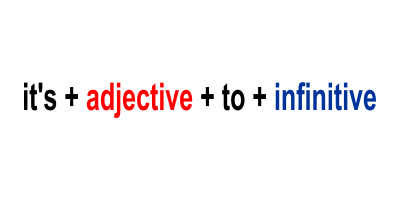 it's + adjective + to + infinitive